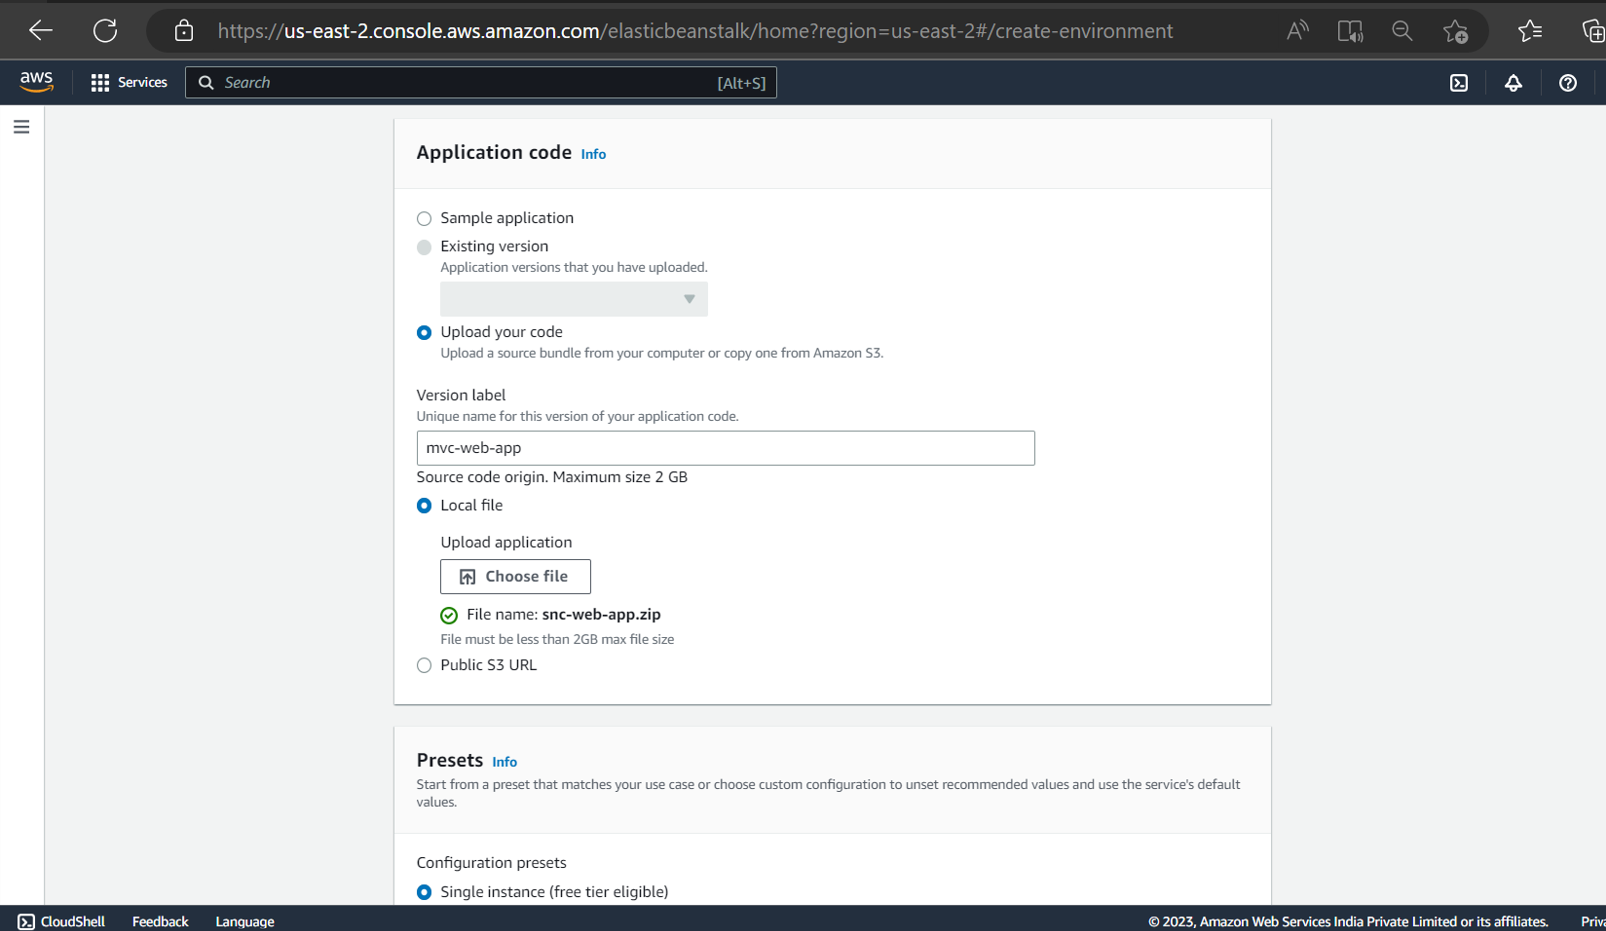 https://us-east-2.console.aws.amazon.com/elasticbeanstalk/home?region=us-east-2#/create-environment
aws
Services
Search
[Alt+S]
Application code Info
Sample application
Existing version
Application versions that you have uploaded.
Upload your code
Upload a source bundle from your computer or copy one from Amazon S3.
Version label
Unique name for this version of your application code.
mvc-web-app
Source code origin. Maximum size 2 GB
Local file
Upload application
Choose file
File name: snc-web-app.zip
File must be less than 2GB max file size
Public S3 URL
Presets Info
Start from a preset that matches your use case or choose custom configuration to unset recommended values and use the service's default
values.
Configuration presets
Single instance (free tier eligible)
CloudShell Feedback Language © 2023, Amazon Web Services India Private Limited or its affiliates. Priva